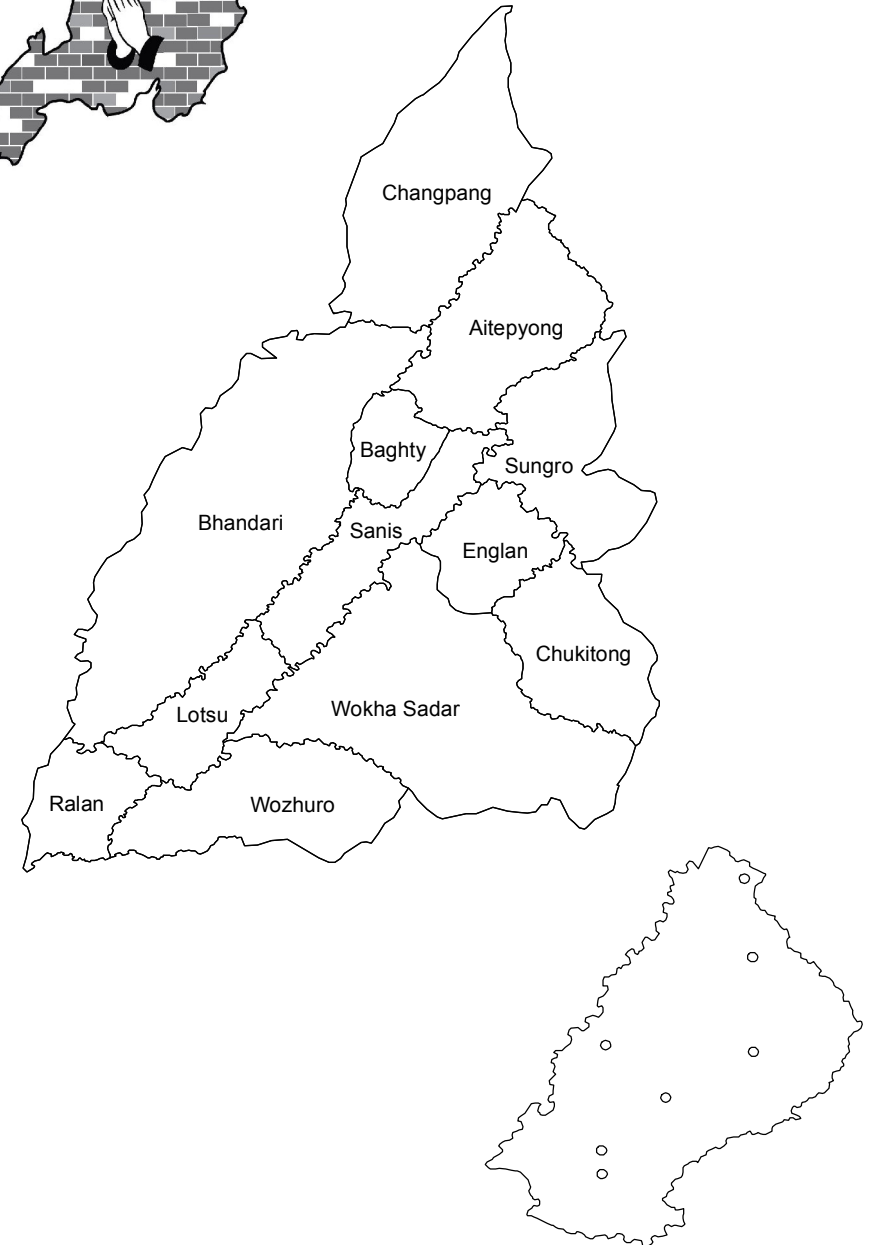 Changpang
Aitepyong
Baghty
Sungro
Bhandari
Sanis
Englan
Chukitong
Lotsu
Wokha Sadar
Ralan
Wozhuro